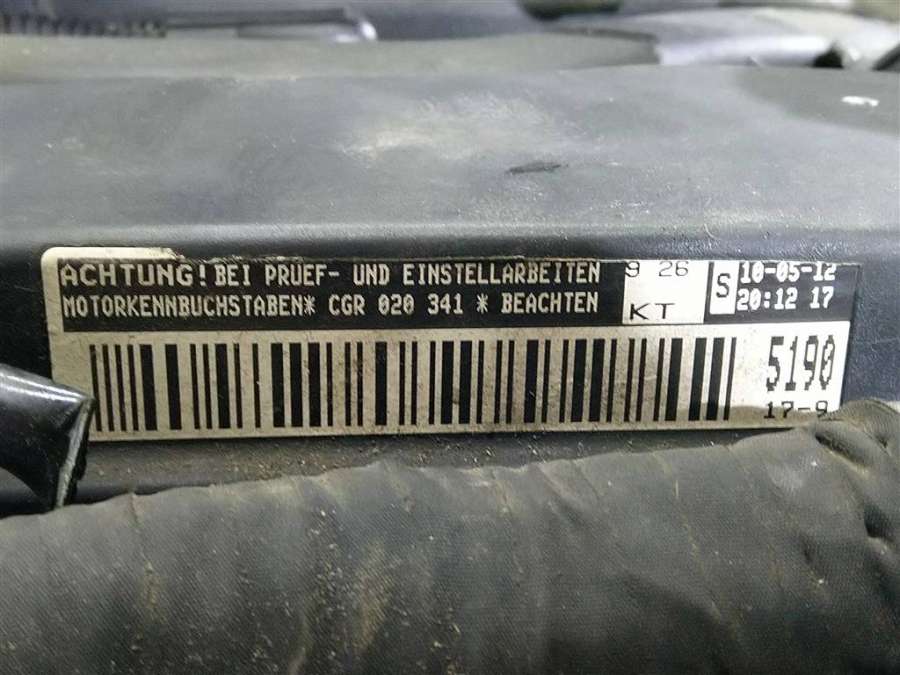 ACHTUNG! BEI PRUEF- UND EINSTELLARBEITEN
MOTORKENNBUCHSTABEN* CGR 020 341 * BEACHTEN
9 26
KT
S
10-05-12
20:12 17
5190
17-9